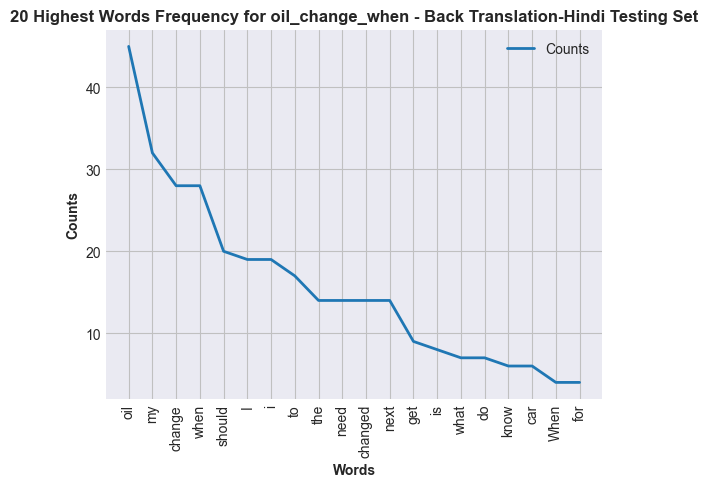 20 Highest Words Frequency for oil_change_when - Back Translation-Hindi Testing Set
Counts
40
30
20
10
Counts
oil
my
change
when
should
I
i
to
the
need
changed
next
get
is
what
do
know
car
When
for
Words